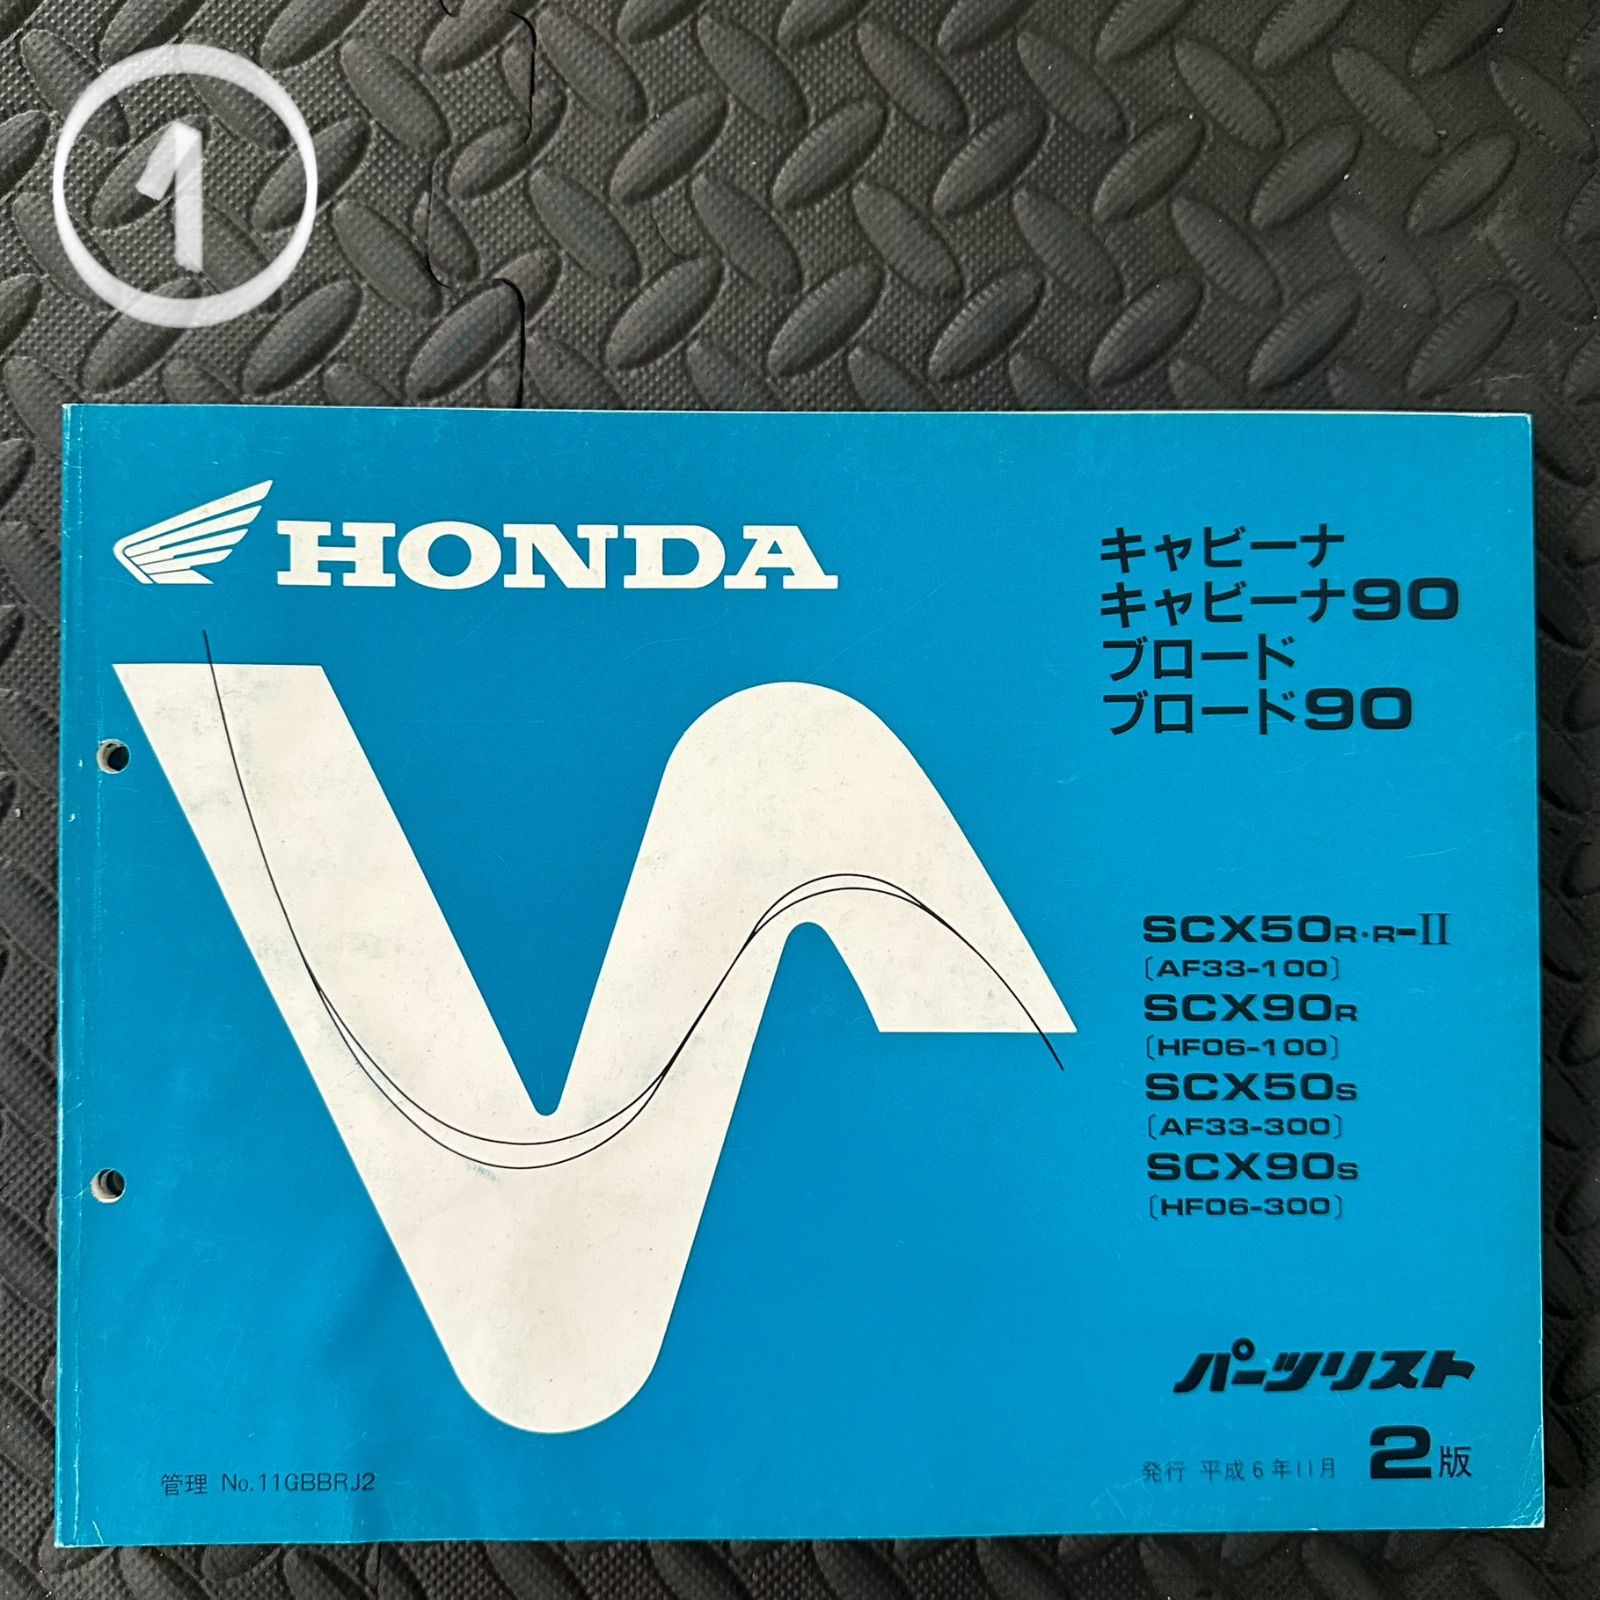 ①
HONDA
キャビーナ
キャビーナ90
ブロード
ブロード90
SCX50R・R-II
〔AF33-100〕
SCX90R
〔HF06-100〕
SCX50S
〔AF33-300〕
SCX90S
〔HF06-300〕
パーツリスト
発行 平成6年11月 2版
管理 No.11GBBRJ2